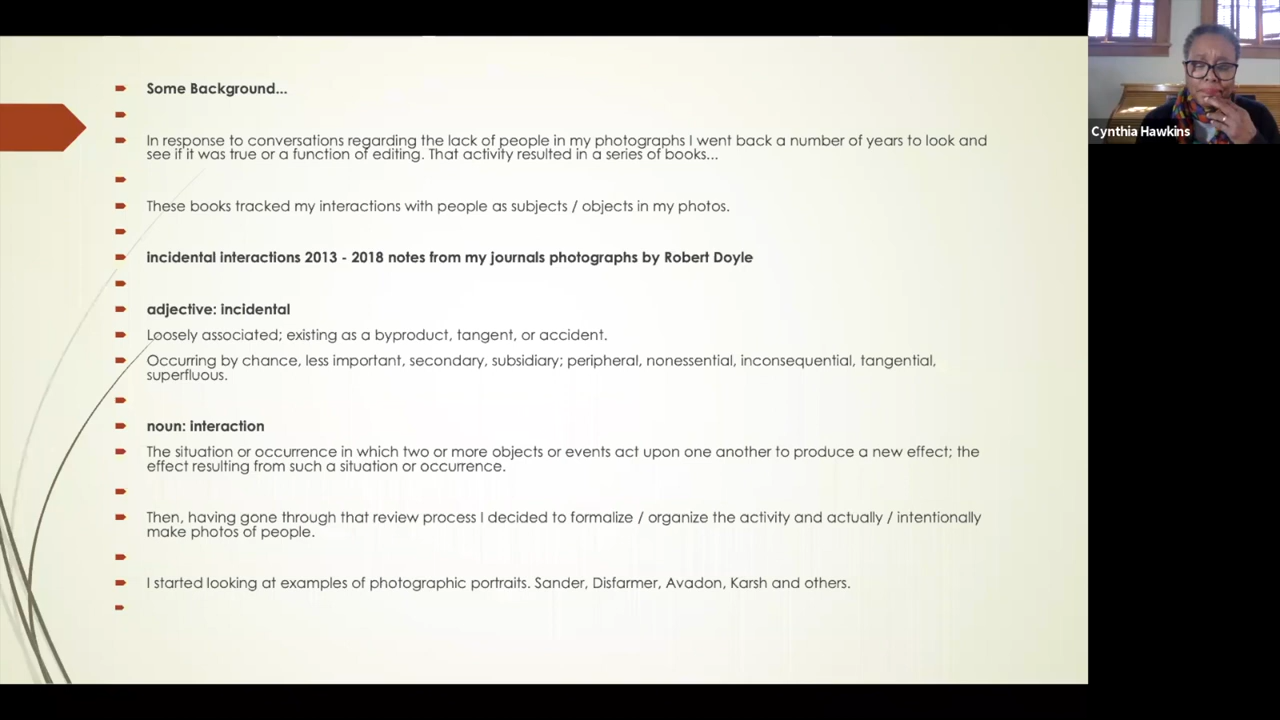 Some Background...
In response to conversations regarding the lack of people in my photographs I went back a number of years to look and
see if it was true or a function of editing. That activity resulted in a series of books...
These books tracked my interactions with people as subjects / objects in my photos.
incidental interactions 2013 - 2018 notes from my journals photographs by Robert Doyle
adjective: incidental
Loosely associated; existing as a byproduct, tangent, or accident.
Occurring by chance, less important, secondary, subsidiary; peripheral, nonessential, inconsequential, tangential,
superfluous.
noun: interaction
The situation or occurrence in which two or more objects or events act upon one another to produce a new effect; the
effect resulting from such a situation or occurrence.
Then, having gone through that review process I decided to formalize / organize the activity and actually / intentionally
make photos of people.
I started looking at examples of photographic portraits. Sander, Disfarmer, Avadon, Karsh and others.
Cynthia Hawkins